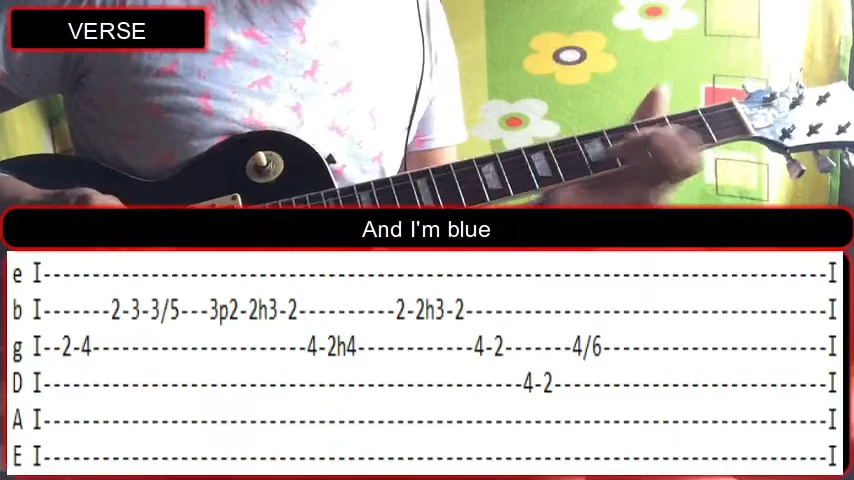 VERSE
And I'm blue
e I------------------------------------------------------------------------------------------------I
b I--------2-3-3/5----3p2-2h3-2------------2-2h3-2---------------------------------------------I
g I--2-4--------------------------4-2h4---------------4-2-------4/6----------------------------I
D I-----------------------------------------------------------4-2----------------------------------I
A I------------------------------------------------------------------------------------------------I
E I------------------------------------------------------------------------------------------------I